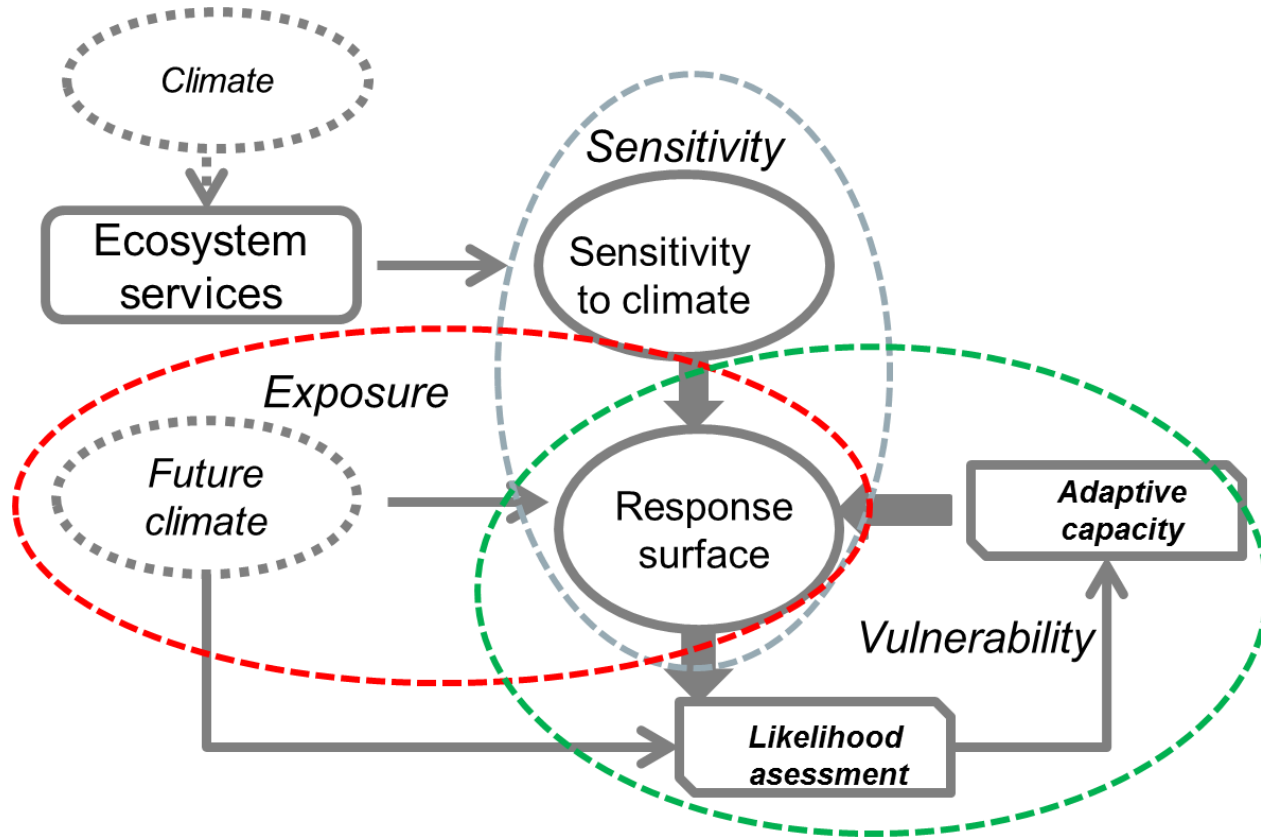 Climate
Sensitivity
Ecosystem
services
Sensitivity
to climate
Exposure
Future
climate
Response
surface
Adaptive
capacity
Vulnerability
Likelihood
asessment